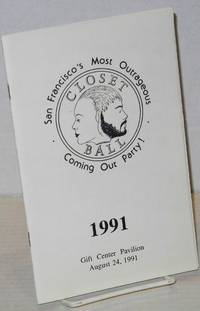 San Francisco's Most Outrageous
CLOSET
BALL
Coming Out Party!
1991
Gift Center Pavilion
August 24, 1991